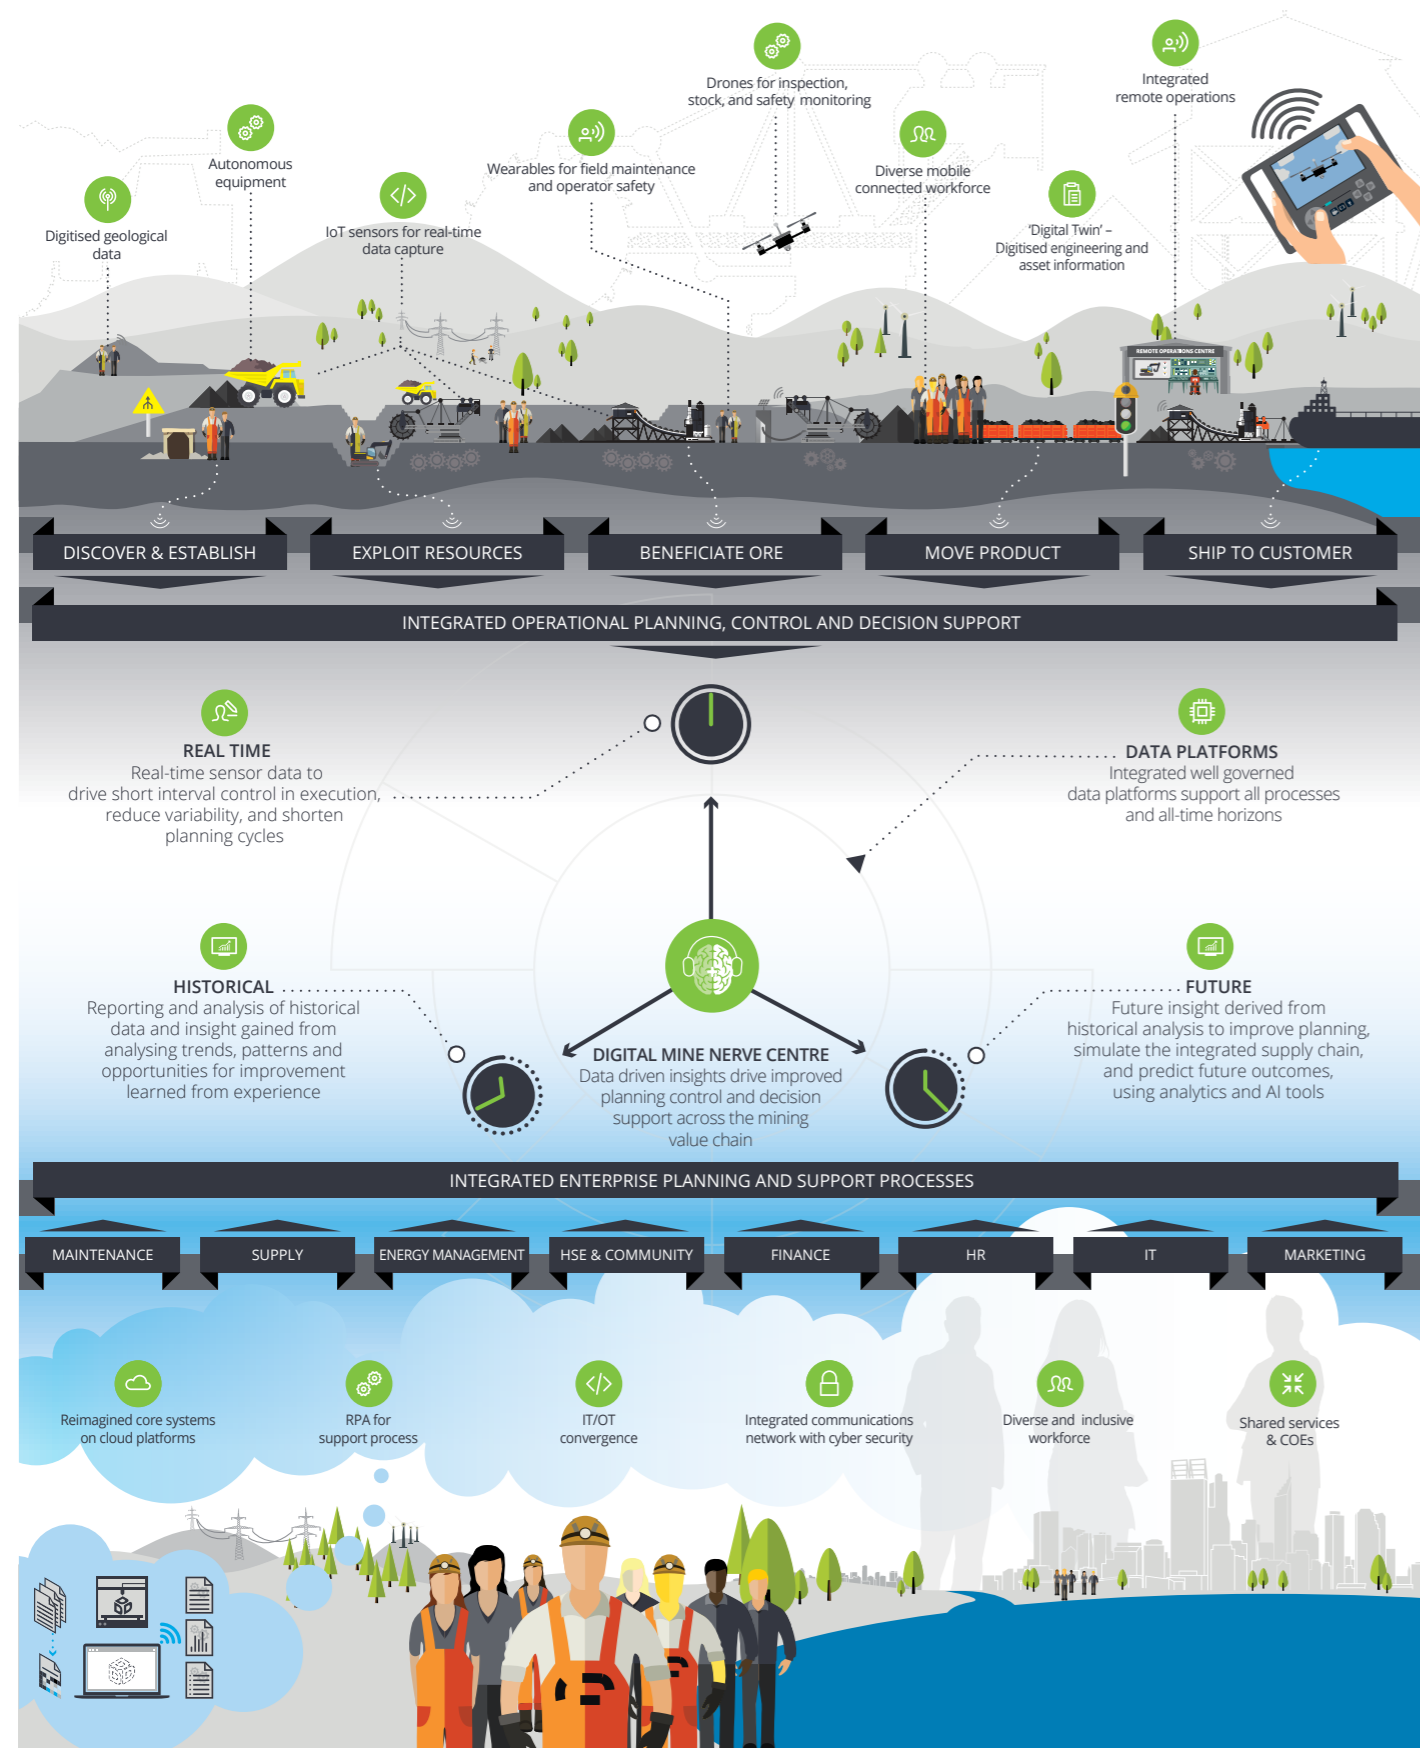 Drones for inspection,
stock, and safety monitoring
Integrated
remote operations
Autonomous
equipment
Wearables for field maintenance
and operator safety
Diverse mobile
connected workforce
Digitised geological
data
IoT sensors for real-time
data capture
'Digital Twin' –
Digitised engineering and
asset information
REMOTE OPERATIONS CENTRE
DISCOVER & ESTABLISH
EXPLOIT RESOURCES
BENEFICIATE ORE
MOVE PRODUCT
SHIP TO CUSTOMER
INTEGRATED OPERATIONAL PLANNING, CONTROL AND DECISION SUPPORT
REAL TIME
Real-time sensor data to
drive short interval control in execution,
reduce variability, and shorten
planning cycles
DATA PLATFORMS
Integrated well governed
data platforms support all processes
and all-time horizons
HISTORICAL
Reporting and analysis of historical
data and insight gained from
analysing trends, patterns and
opportunities for improvement
learned from experience
FUTURE
Future insight derived from
historical analysis to improve planning,
simulate the integrated supply chain,
and predict future outcomes,
using analytics and AI tools
DIGITAL MINE NERVE CENTRE
Data driven insights drive improved
planning control and decision
support across the mining
value chain
INTEGRATED ENTERPRISE PLANNING AND SUPPORT PROCESSES
MAINTENANCE
SUPPLY
ENERGY MANAGEMENT
HSE & COMMUNITY
FINANCE
HR
IT
MARKETING
Reimagined core systems
on cloud platforms
RPA for
support process
IT/OT
convergence
Integrated communications
network with cyber security
Diverse and inclusive
workforce
Shared services
& COEs